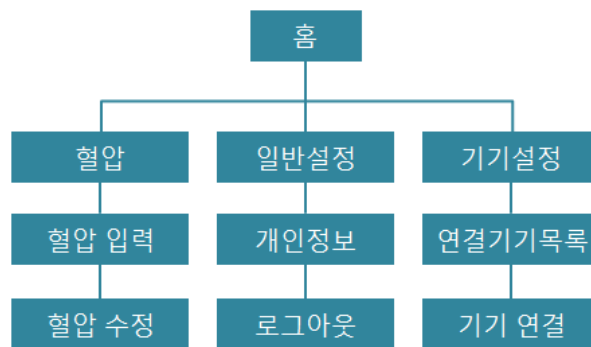 홈
혈압
일반설정
기기설정
혈압 입력
개인정보
연결기기목록
혈압 수정
로그아웃
기기 연결